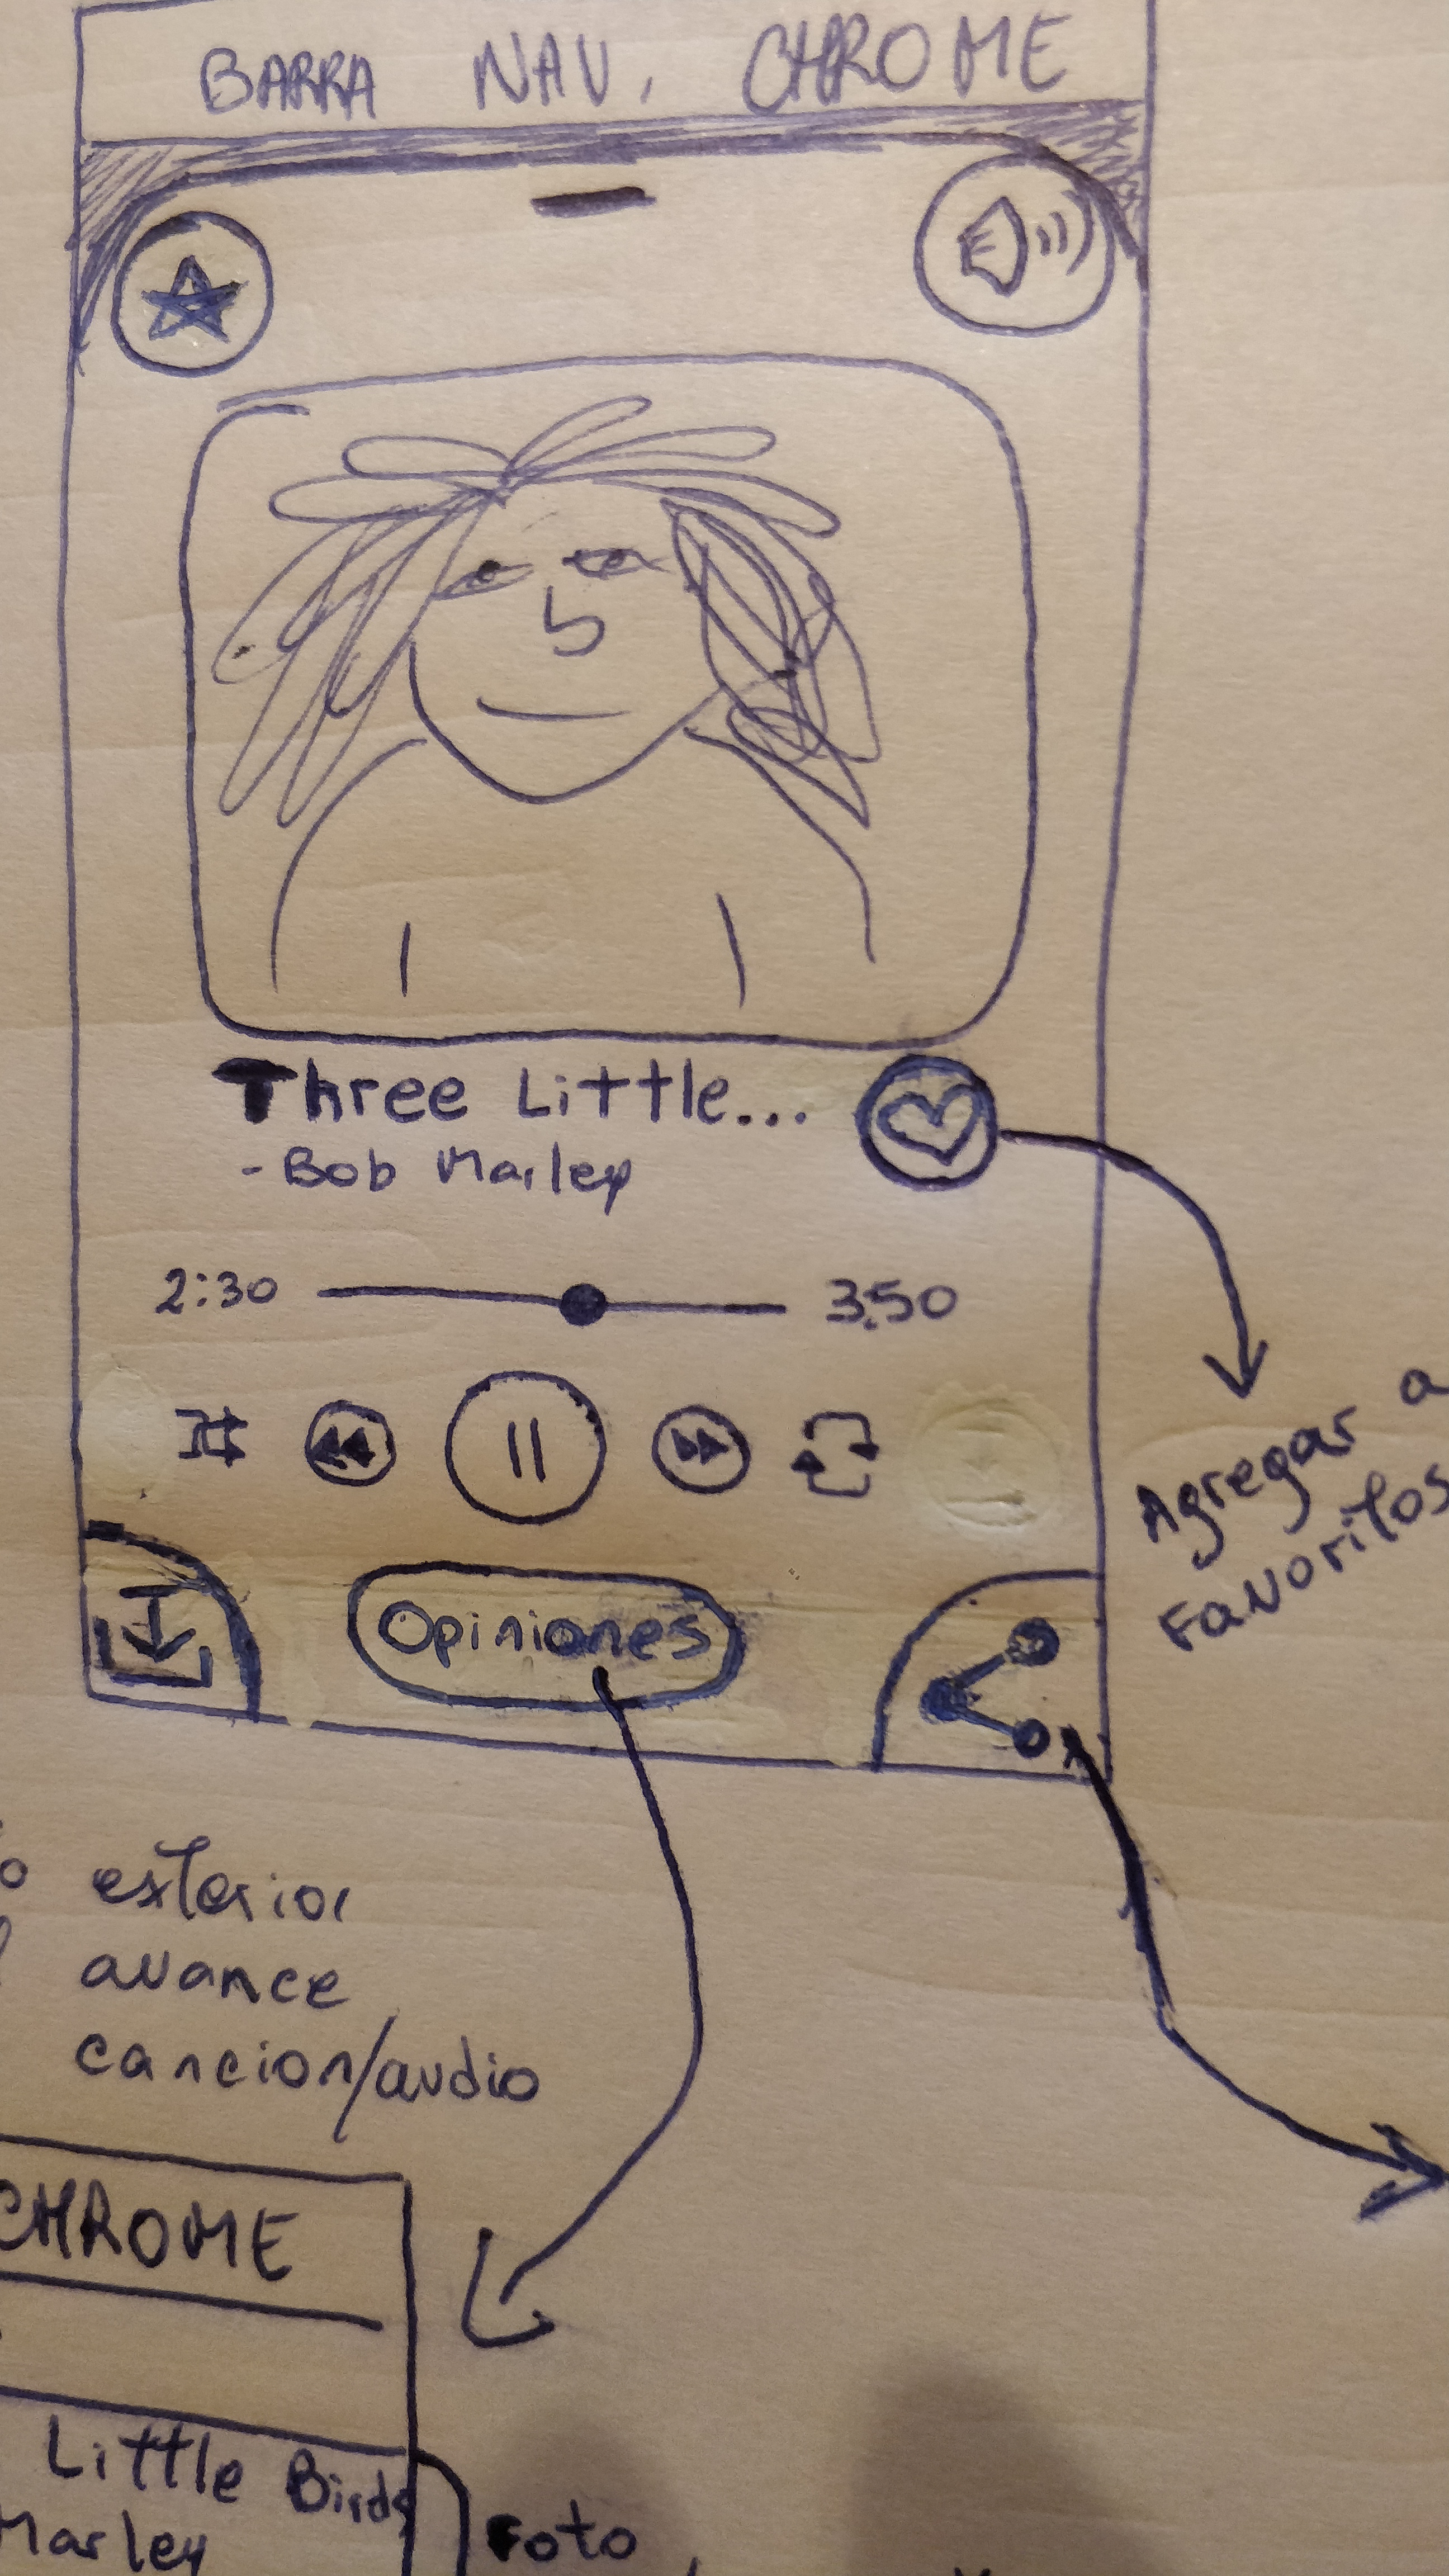 BARRA NAV. CHROME
Three Little...
- Bob Marley
2:30
3:50
Agregar a
Favoritos
Opiniones
exterior
avance
cancion/audio
CHROME
Little Birds
Marley
Foto